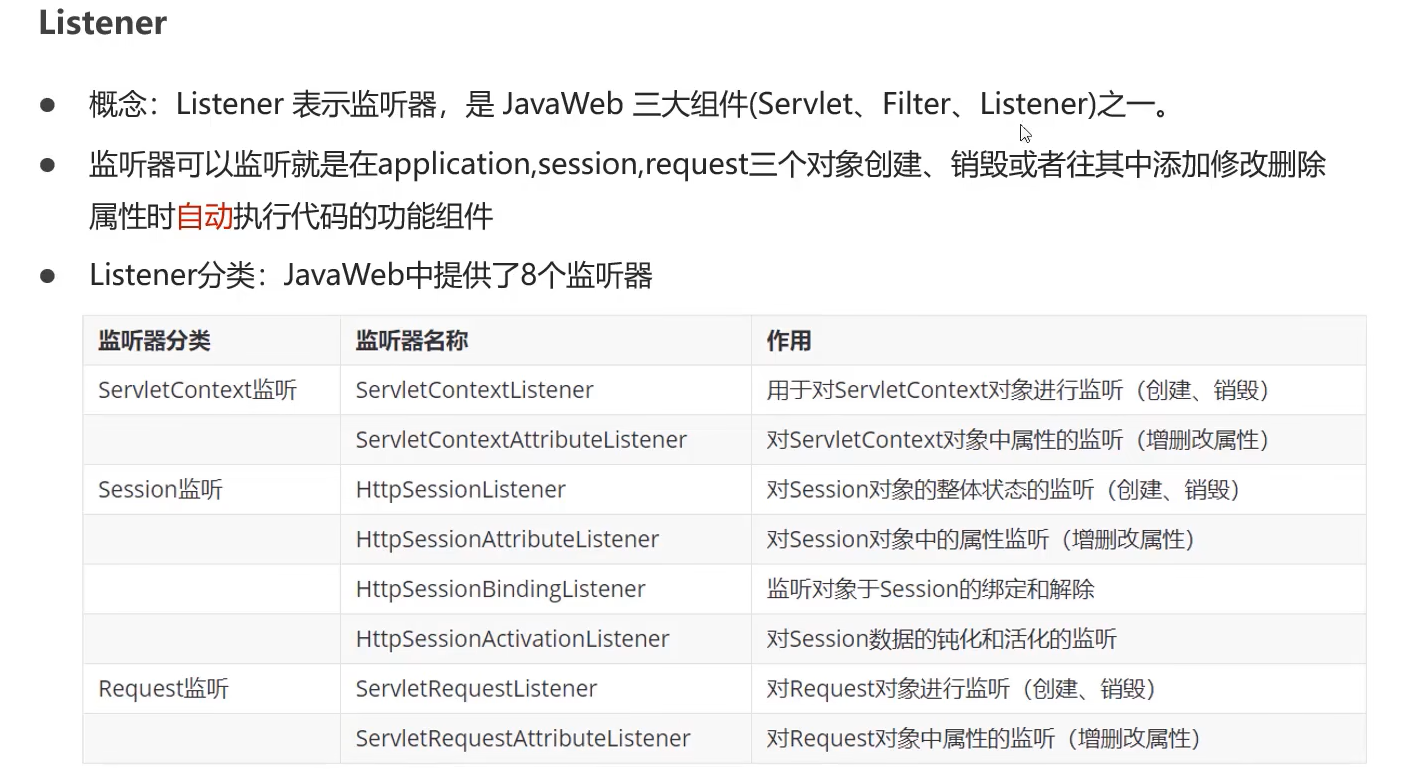 Listener
概念：Listener 表示监听器，是 JavaWeb 三大组件(Servlet、Filter、Listener)之一。
监听器可以监听就是在application,session,request三个对象创建、销毁或者往其中添加修改删除
属性时自动执行代码的功能组件
Listener分类：JavaWeb中提供了8个监听器
监听器分类 监听器名称 作用
ServletContext监听 ServletContextListener 用于对ServletContext对象进行监听（创建、销毁）
ServletContextAttributeListener 对ServletContext对象中属性的监听（增删改属性）
Session监听 HttpSessionListener 对Session对象的整体状态的监听（创建、销毁）
HttpSessionAttributeListener 对Session对象中的属性监听（增删改属性）
HttpSessionBindingListener 监听对象于Session的绑定和解除
HttpSessionActivationListener 对Session数据的钝化和活化的监听
Request监听 ServletRequestListener 对Request对象进行监听（创建、销毁）
ServletRequestAttributeListener 对Request对象中属性的监听（增删改属性）